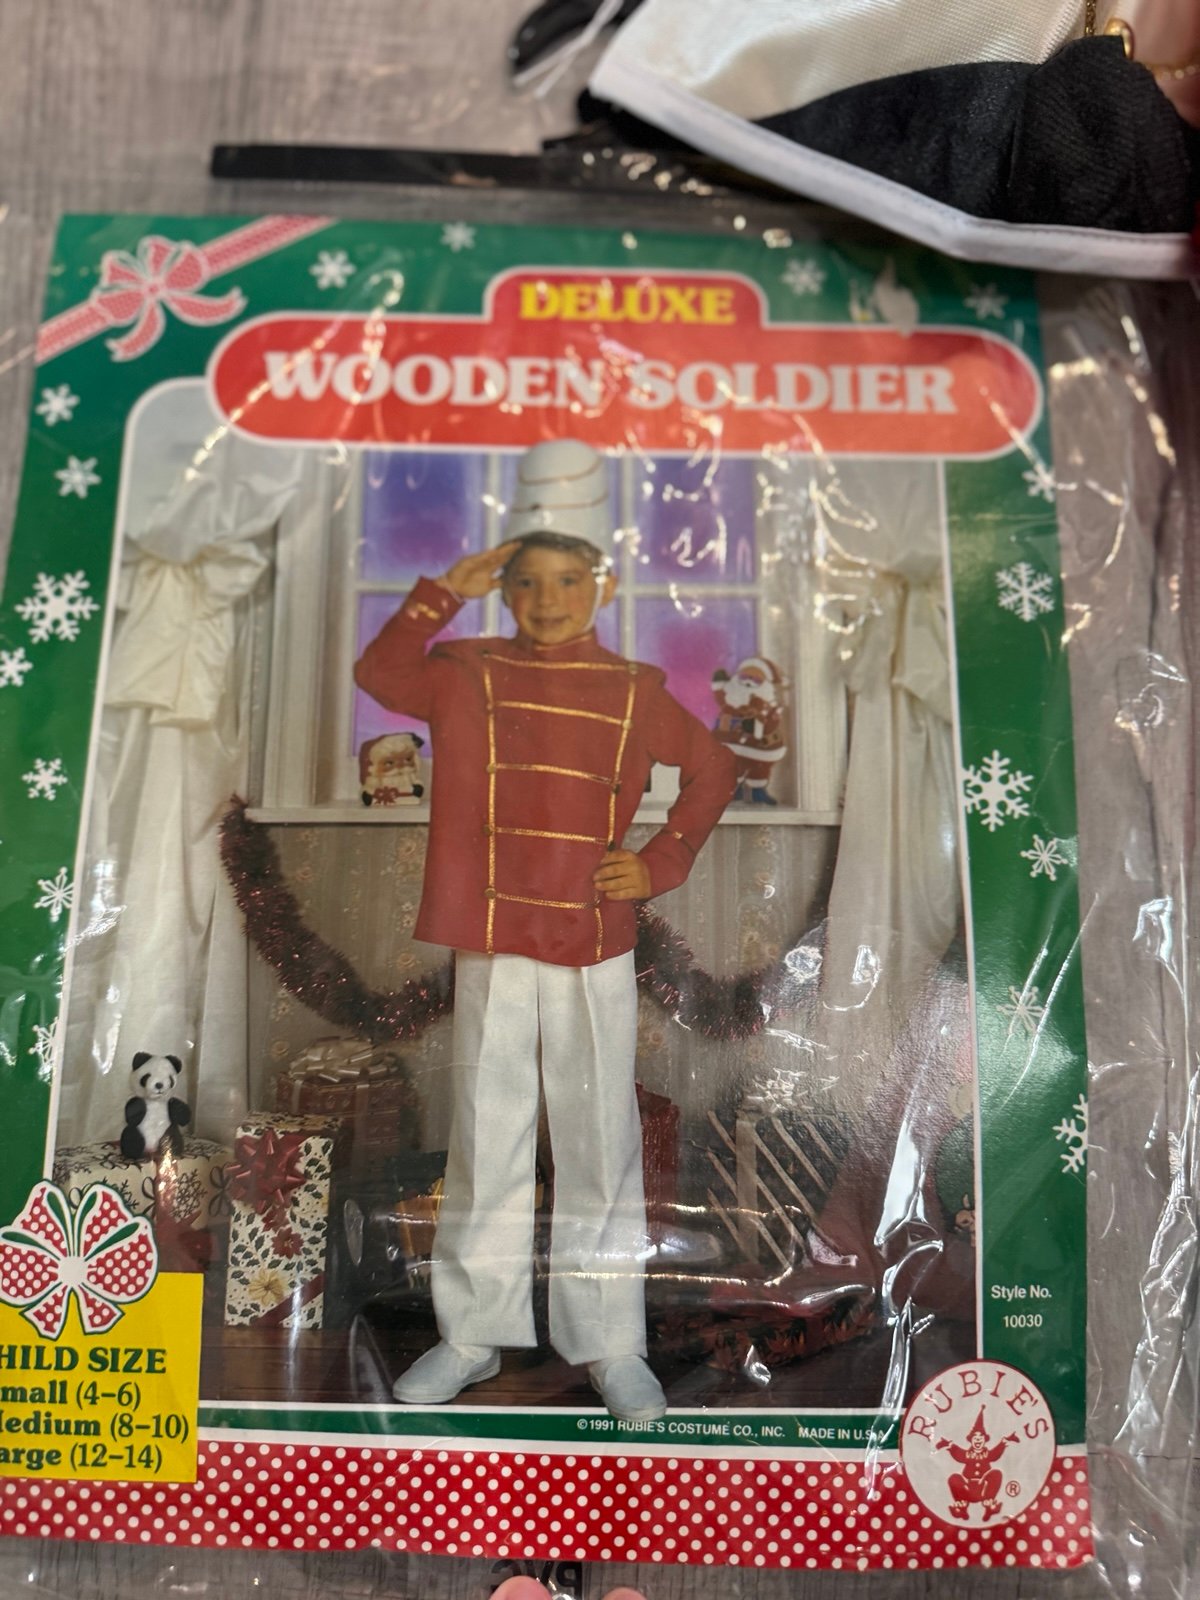 DELUXE
WOODEN SOLDIER
Style No.
10030
HILD SIZE
mall (4–6)
edium (8–10)
arge (12–14)
©1991 RUBIE'S COSTUME CO., INC. MADE IN U.S.A.
RUBIE'S
®